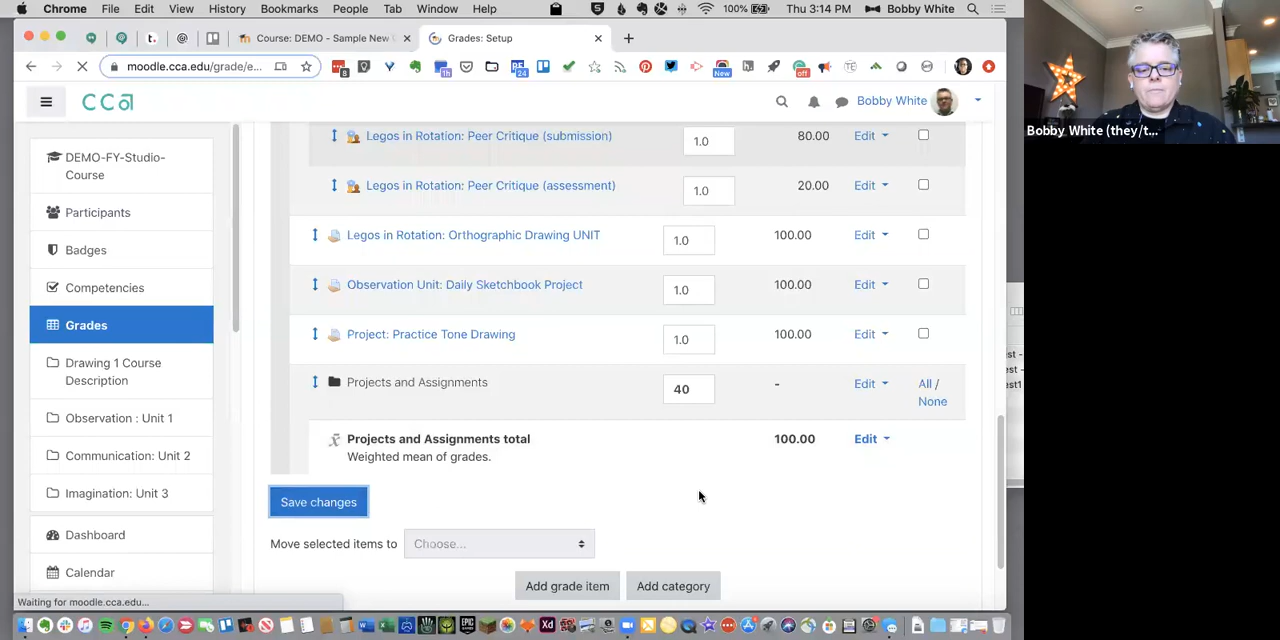 Chrome File Edit View History Bookmarks People Tab Window Help 100% Thu 3:14 PM Bobby White
Course: DEMO - Sample New C
Grades: Setup
moodle.cca.edu/grade/e...
cca
Bobby White
DEMO-FY-Studio-
Course
Participants
Badges
Competencies
Grades
Drawing 1 Course
Description
Observation : Unit 1
Communication: Unit 2
Imagination: Unit 3
Dashboard
Calendar
Legos in Rotation: Peer Critique (submission) 1.0 80.00 Edit
Legos in Rotation: Peer Critique (assessment) 1.0 20.00 Edit
Legos in Rotation: Orthographic Drawing UNIT 1.0 100.00 Edit
Observation Unit: Daily Sketchbook Project 1.0 100.00 Edit
Project: Practice Tone Drawing 1.0 100.00 Edit
Projects and Assignments 40 - Edit All /
None
Projects and Assignments total 100.00 Edit
Weighted mean of grades.
Save changes
Move selected items to Choose...
Add grade item Add category
Waiting for moodle.cca.edu...
Bobby White (they/t...